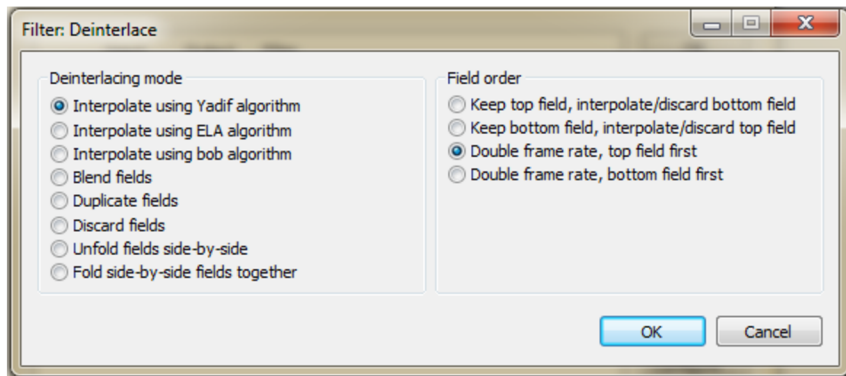 Filter: Deinterlace
Deinterlacing mode
Interpolate using Yadif algorithm
Interpolate using ELA algorithm
Interpolate using bob algorithm
Blend fields
Duplicate fields
Discard fields
Unfold fields side-by-side
Fold side-by-side fields together
Field order
Keep top field, interpolate/discard bottom field
Keep bottom field, interpolate/discard top field
Double frame rate, top field first
Double frame rate, bottom field first
OK
Cancel